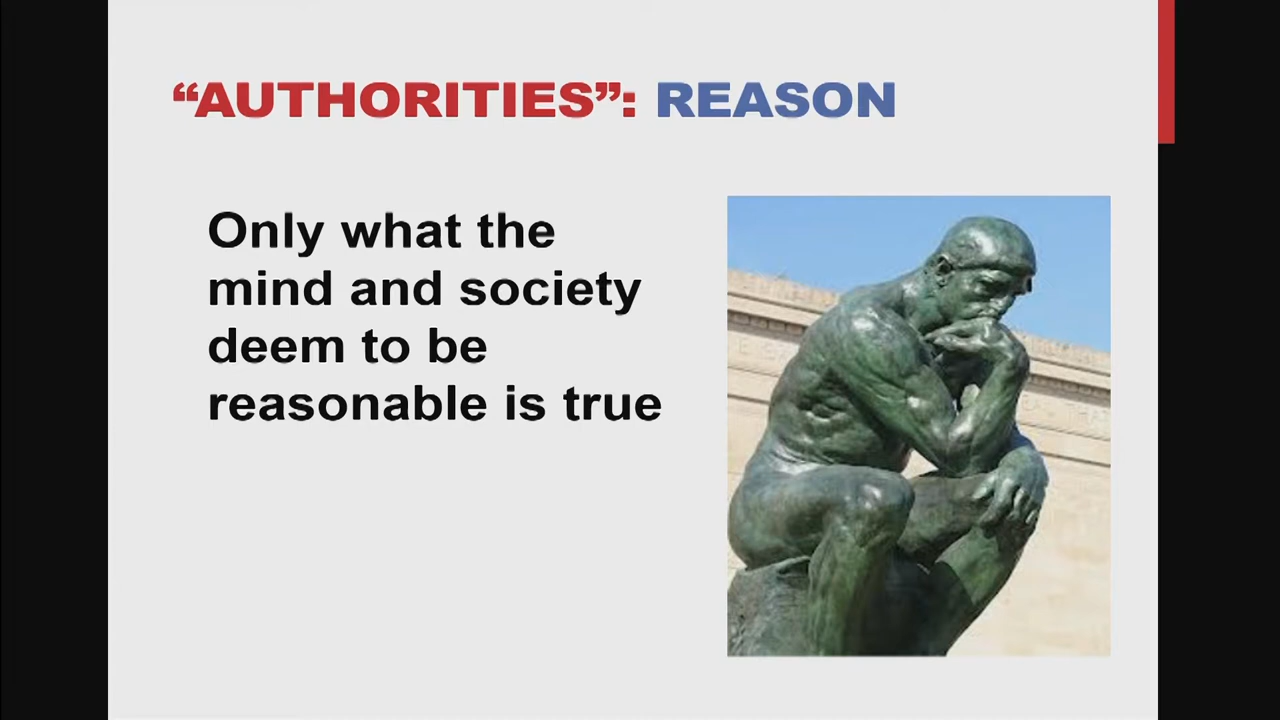 “AUTHORITIES”: REASON
Only what the
mind and society
deem to be
reasonable is true